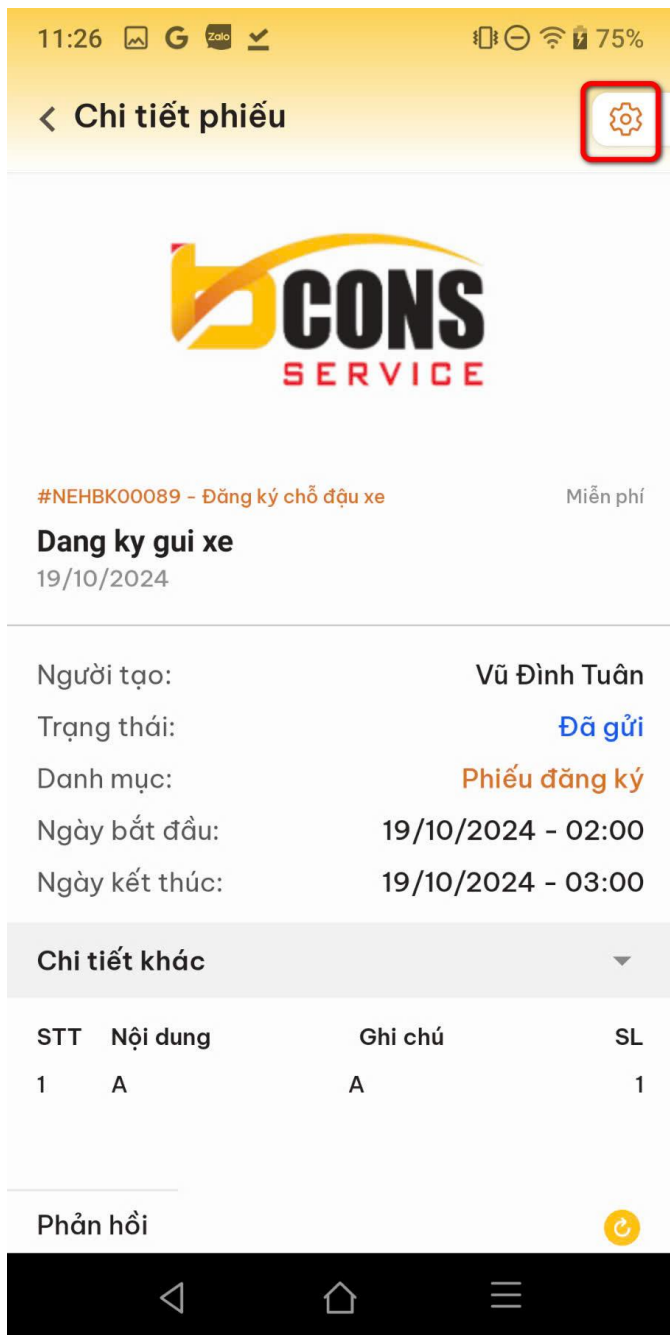 11:26 G Zalo 75%
Chi tiết phiếu
bCONS
SERVICE
#NEHBK00089 - Đăng ký chỗ đậu xe Miễn phí
Dang ky gui xe
19/10/2024
Người tạo: Vũ Đình Tuân
Trạng thái: Đã gửi
Danh mục: Phiếu đăng ký
Ngày bắt đầu: 19/10/2024 - 02:00
Ngày kết thúc: 19/10/2024 - 03:00
Chi tiết khác
STT Nội dung Ghi chú SL
1 A A 1
Phản hồi